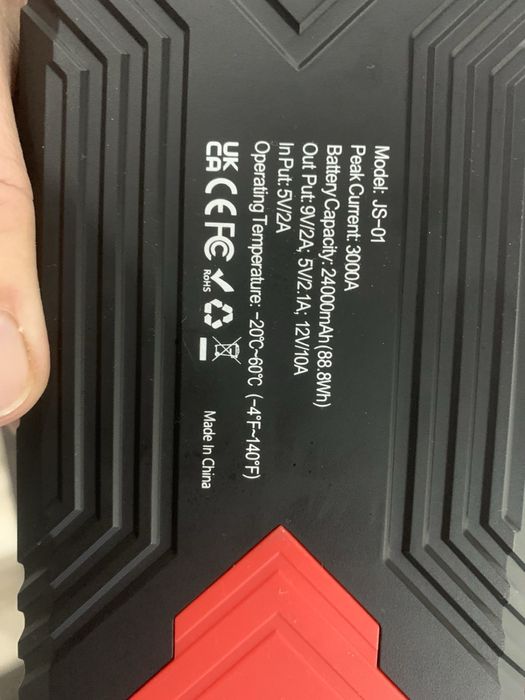 Model: JS-01
Peak Current: 3000A
Battery Capacity: 24000mAh (88.8Wh)
Out Put: 9V/2A; 5V/2.1A; 12V/10A
In Put: 5V/2A
Operating Temperature: -20℃~60℃ (-4°F~140°F)
UK CA CE FC RoHS Made In China